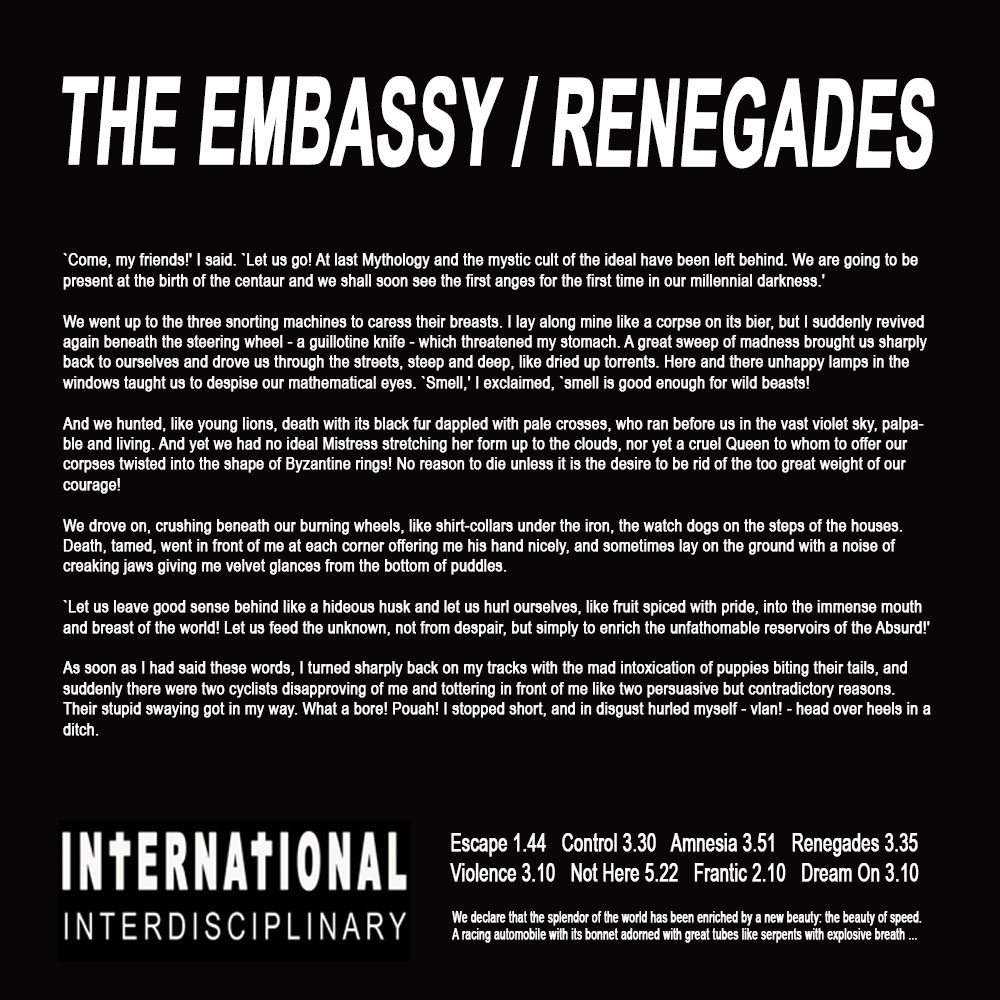 THE EMBASSY / RENEGADES
`Come, my friends!' I said. `Let us go! At last Mythology and the mystic cult of the ideal have been left behind. We are going to be
present at the birth of the centaur and we shall soon see the first anges for the first time in our millennial darkness.'
We went up to the three snorting machines to caress their breasts. I lay along mine like a corpse on its bier, but I suddenly revived
again beneath the steering wheel - a guillotine knife - which threatened my stomach. A great sweep of madness brought us sharply
back to ourselves and drove us through the streets, steep and deep, like dried up torrents. Here and there unhappy lamps in the
windows taught us to despise our mathematical eyes. `Smell,' I exclaimed, `smell is good enough for wild beasts!
And we hunted, like young lions, death with its black fur dappled with pale crosses, who ran before us in the vast violet sky, palpa-
ble and living. And yet we had no ideal Mistress stretching her form up to the clouds, nor yet a cruel Queen to whom to offer our
corpses twisted into the shape of Byzantine rings! No reason to die unless it is the desire to be rid of the too great weight of our
courage!
We drove on, crushing beneath our burning wheels, like shirt-collars under the iron, the watch dogs on the steps of the houses.
Death, tamed, went in front of me at each corner offering me his hand nicely, and sometimes lay on the ground with a noise of
creaking jaws giving me velvet glances from the bottom of puddles.
`Let us leave good sense behind like a hideous husk and let us hurl ourselves, like fruit spiced with pride, into the immense mouth
and breast of the world! Let us feed the unknown, not from despair, but simply to enrich the unfathomable reservoirs of the Absurd!'
As soon as I had said these words, I turned sharply back on my tracks with the mad intoxication of puppies biting their tails, and
suddenly there were two cyclists disapproving of me and tottering in front of me like two persuasive but contradictory reasons.
Their stupid swaying got in my way. What a bore! Pouah! I stopped short, and in disgust hurled myself - vlan! - head over heels in a
ditch.
INTERNATIONAL
INTERDISCIPLINARY
Escape 1.44 Control 3.30 Amnesia 3.51 Renegades 3.35
Violence 3.10 Not Here 5.22 Frantic 2.10 Dream On 3.10
We declare that the splendor of the world has been enriched by a new beauty: the beauty of speed.
A racing automobile with its bonnet adorned with great tubes like serpents with explosive breath ...